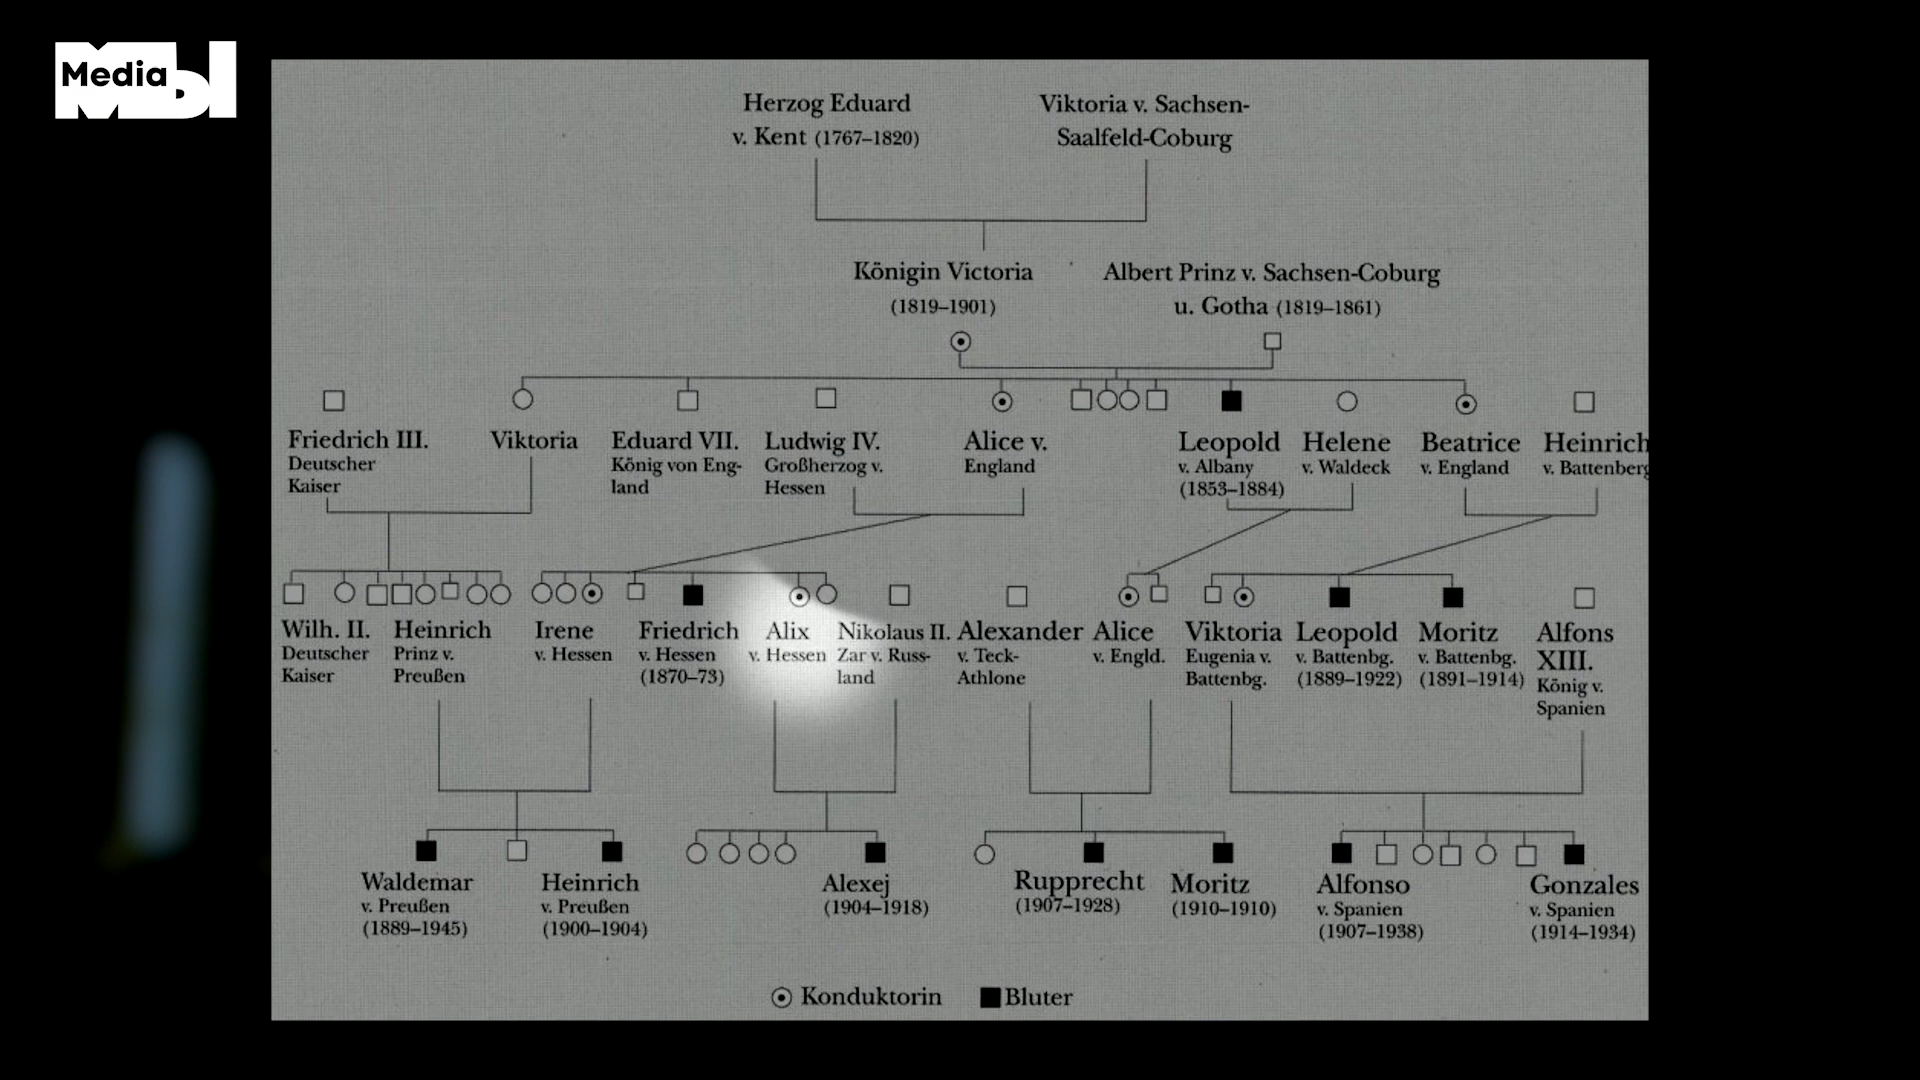 Media
МЫ
Herzog Eduard
v. Kent (1767–1820)
Viktoria v. Sachsen-
Saalfeld-Coburg
Königin Victoria
(1819–1901)
Albert Prinz v. Sachsen-Coburg
u. Gotha (1819–1861)
Friedrich III.
Deutscher
Kaiser
Viktoria
Eduard VII.
König von Eng-
land
Ludwig IV.
Großherzog v.
Hessen
Alice v.
England
Leopold
v. Albany
(1853–1884)
Helene
v. Waldeck
Beatrice
v. England
Heinrich
v. Battenberg
Wilh. II.
Deutscher
Kaiser
Heinrich
Prinz v.
Preußen
Irene
v. Hessen
Friedrich
v. Hessen
(1870–73)
Alix
v. Hessen
Nikolaus II.
Zar v. Russ-
land
Alexander
v. Teck-
Athlone
Alice
v. Engld.
Viktoria
Eugenia v.
Battenbg.
Leopold
v. Battenbg.
(1889–1922)
Moritz
v. Battenbg.
(1891–1914)
Alfons
XIII.
König v.
Spanien
Waldemar
v. Preußen
(1889–1945)
Heinrich
v. Preußen
(1900–1904)
Alexej
(1904–1918)
Rupprecht
(1907–1928)
Moritz
(1910–1910)
Alfonso
v. Spanien
(1907–1938)
Gonzales
v. Spanien
(1914–1934)
Konduktorin
Bluter